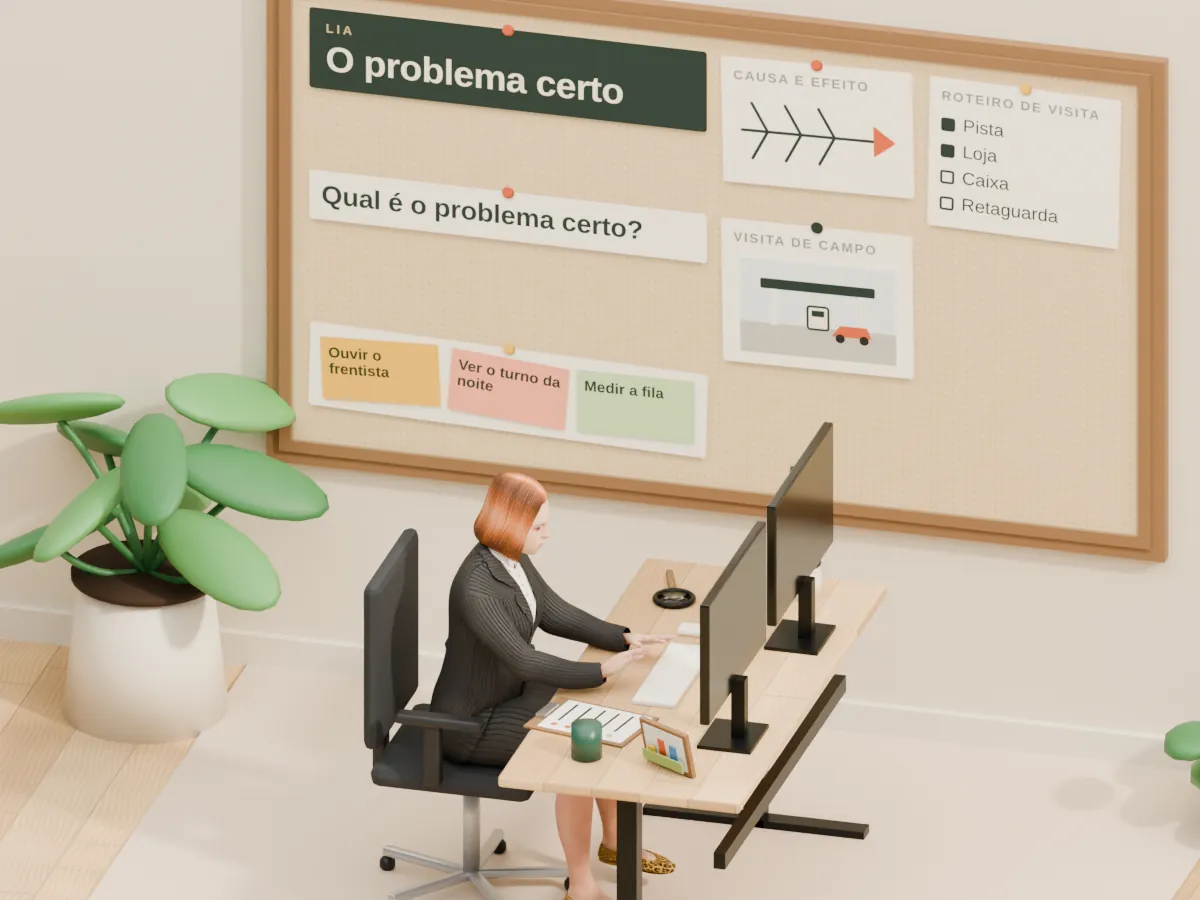 LIA
O problema certo
Qual é o problema certo?
Ouvir o
frentista
Ver o turno da
noite
Medir a fila
CAUSA E EFEITO
VISITA DE CAMPO
ROTEIRO DE VISITA
Pista
Loja
Caixa
Retaguarda